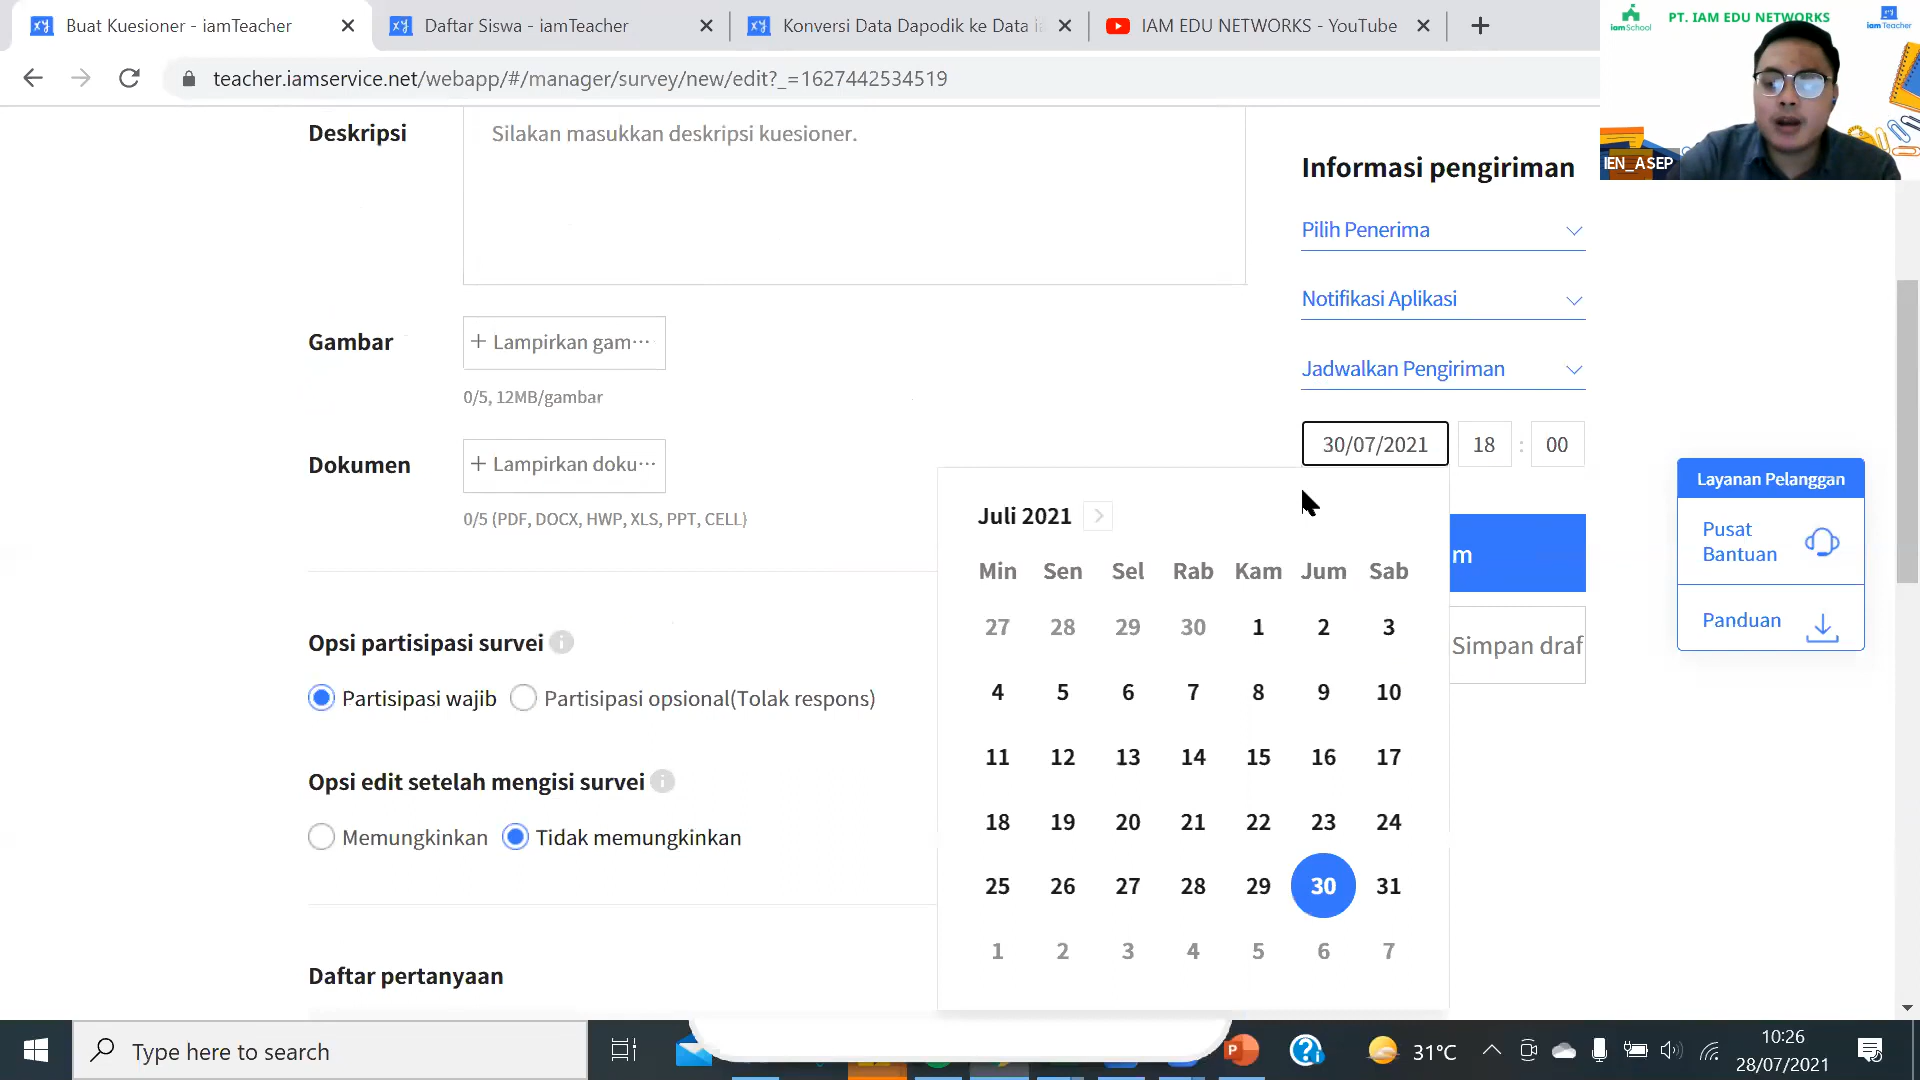 Buat Kuesioner - iamTeacher
Daftar Siswa - iamTeacher
Konversi Data Dapodik ke Data
IAM EDU NETWORKS - YouTube
teacher.iamservice.net/webapp/#/manager/survey/new/edit?_=1627442534519
iamSchool
PT. IAM EDU NETWORKS
iamTeacher
IEN_ASEP
Deskripsi
Silakan masukkan deskripsi kuesioner.
Gambar
+ Lampirkan gam···
0/5, 12MB/gambar
Dokumen
+ Lampirkan doku···
0/5 (PDF, DOCX, HWP, XLS, PPT, CELL)
Opsi partisipasi survei
Partisipasi wajib
Partisipasi opsional(Tolak respons)
Opsi edit setelah mengisi survei
Memungkinkan
Tidak memungkinkan
Daftar pertanyaan
Informasi pengiriman
Pilih Penerima
Notifikasi Aplikasi
Jadwalkan Pengiriman
30/07/2021 18 : 00
Juli 2021
Min Sen Sel Rab Kam Jum Sab
27 28 29 30 1 2 3
4 5 6 7 8 9 10
11 12 13 14 15 16 17
18 19 20 21 22 23 24
25 26 27 28 29 30 31
1 2 3 4 5 6 7
m
Simpan draf
Layanan Pelanggan
Pusat
Bantuan
Panduan
Type here to search
31°C
10:26
28/07/2021